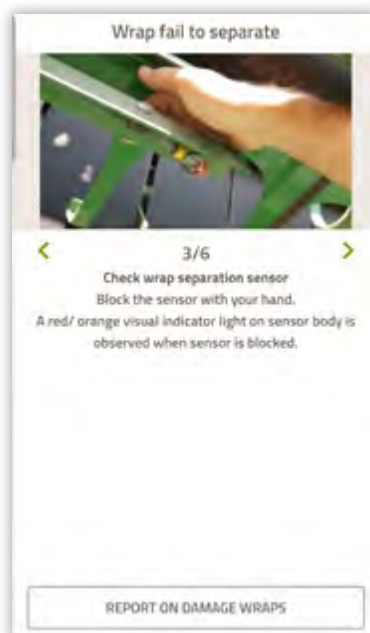 Wrap fail to separate
3/6
Check wrap separation sensor
Block the sensor with your hand.
A red/ orange visual indicator light on sensor body is
observed when sensor is blocked.
REPORT ON DAMAGE WRAPS